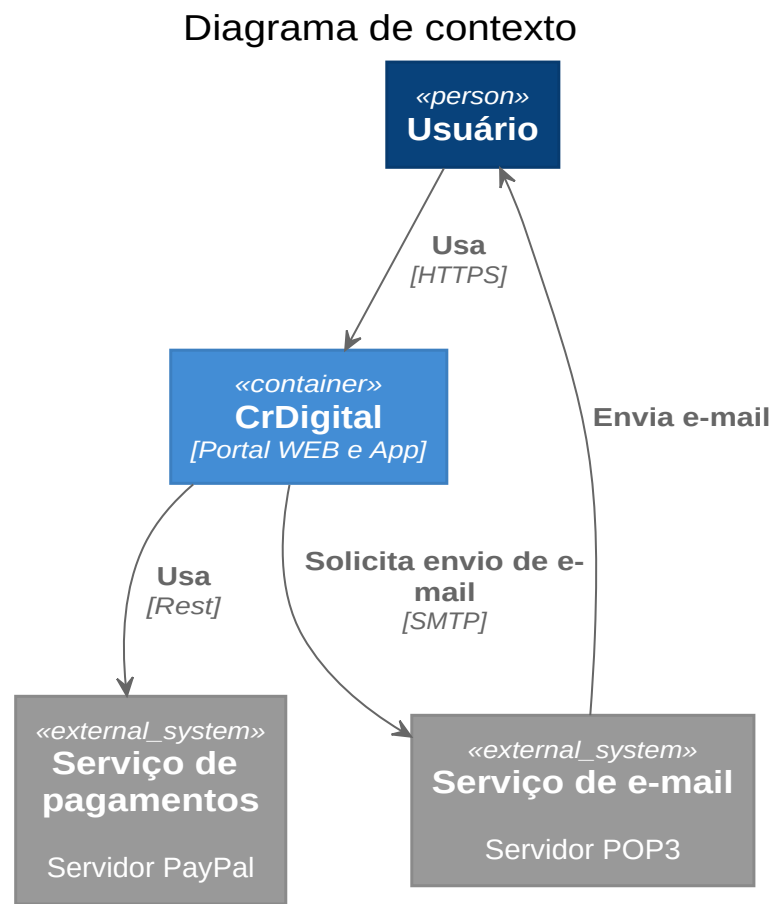 Diagrama de contexto
«person»
Usuário
Usa
[HTTPS]
«container»
CrDigital
[Portal WEB e App]
Envia e-mail
Usa
[Rest]
Solicita envio de e-
mail
[SMTP]
«external_system»
Serviço de
pagamentos
Servidor PayPal
«external_system»
Serviço de e-mail
Servidor POP3